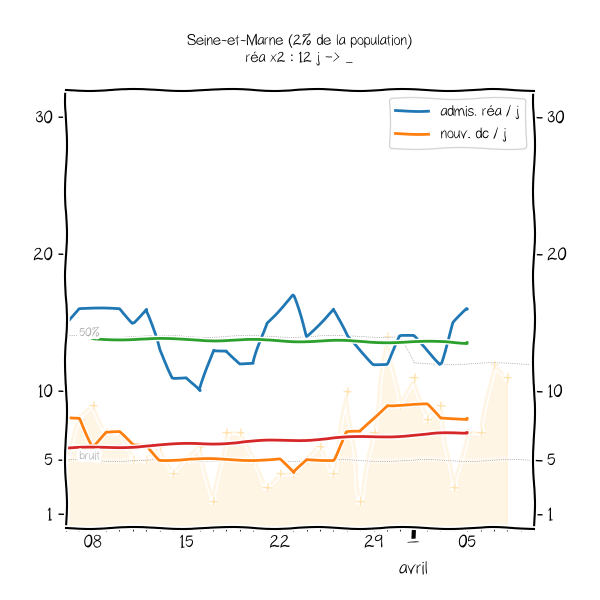 Seine-et-Marne (2% de la population)
réa x2 : 12 j -> _
admis. réa / j
nouv. dc / j
30
30
20
20
50%
10
10
bruit
5
5
1
1
08
15
22
29
05
avril